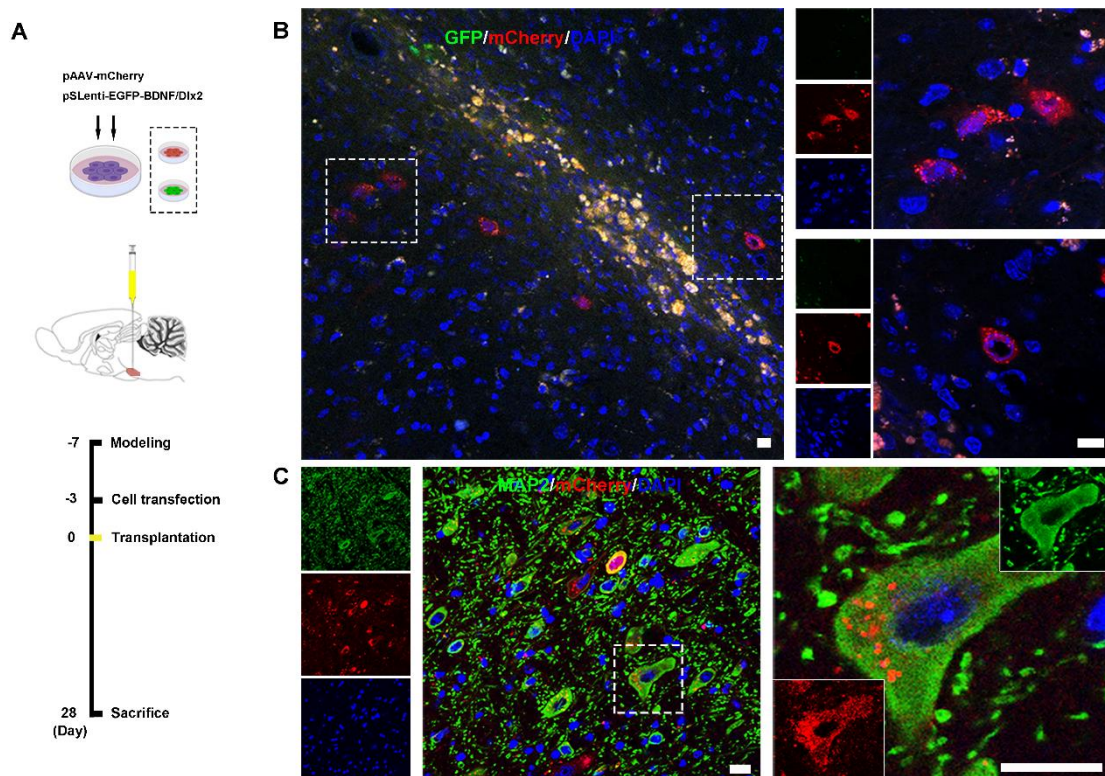 A
pAAV-mCherry
pSLenti-EGFP-BDNF/Dlx2
-7 Modeling
-3 Cell transfection
0 Transplantation
28 Sacrifice
(Day)
B
GFP/mCherry/DAPI
C
MAP2/mCherry/DAPI